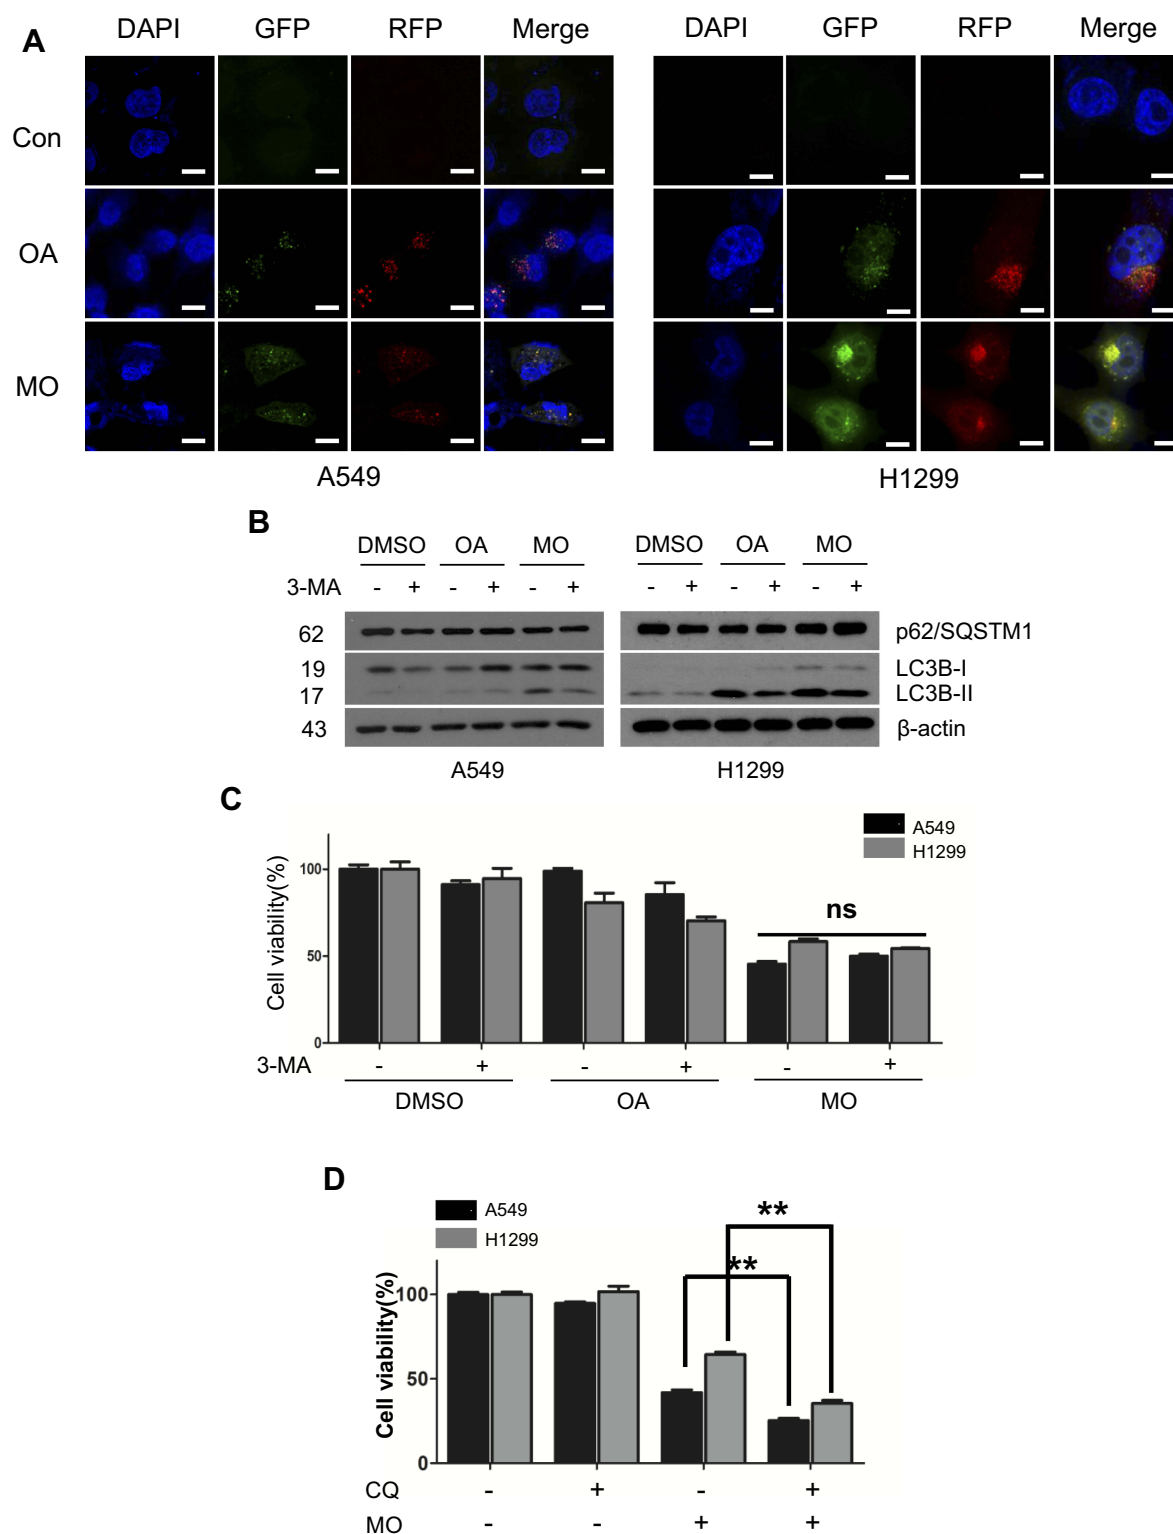 A
DAPI GFP RFP Merge DAPI GFP RFP Merge
Con
OA
MO
A549 H1299
B
DMSO OA MO DMSO OA MO
3-MA - + - + - + - + - + - +
62 p62/SQSTM1
19 LC3B-I
17 LC3B-II
43 β-actin
A549 H1299
C
A549
H1299
Cell viability(%)
100
50
0
ns
3-MA - + - + - +
DMSO OA MO
D
A549
H1299
Cell viability(%)
100
50
0
**
**
CQ - + - +
MO - - + +